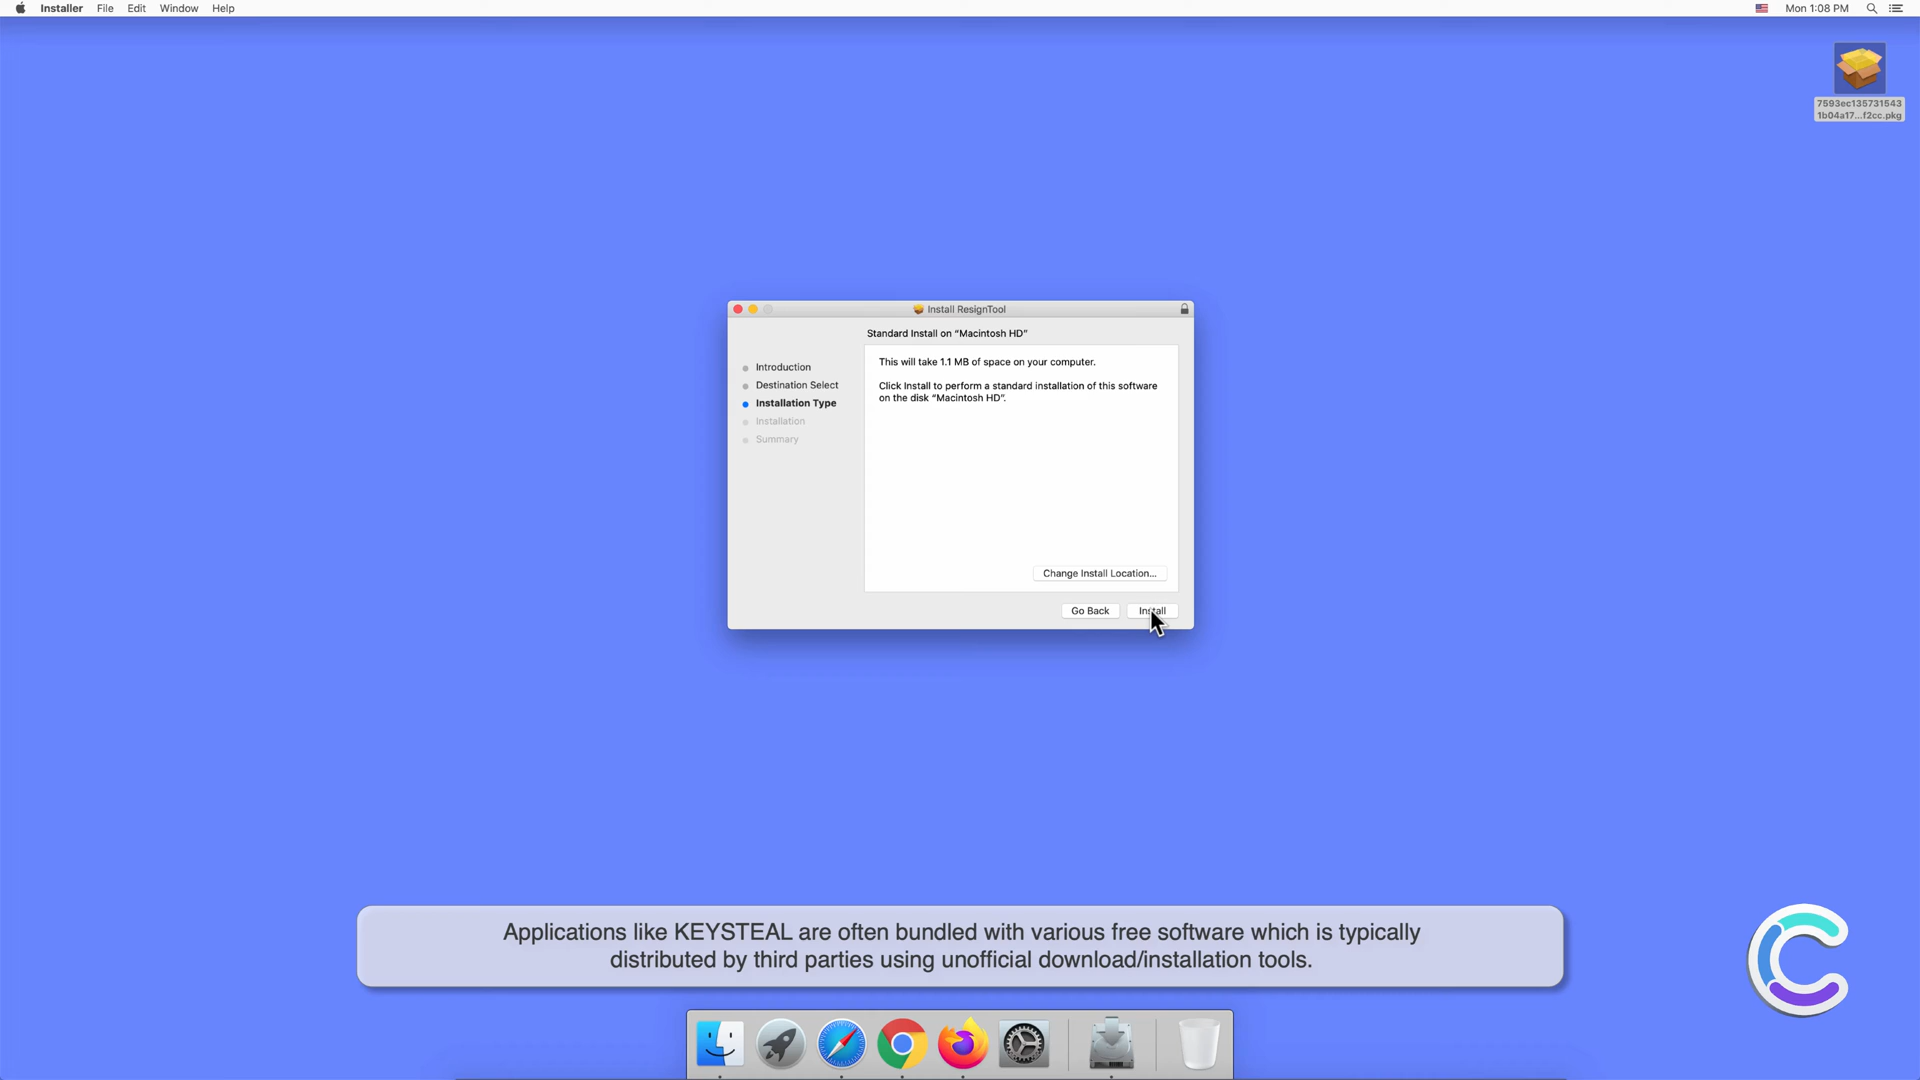 Installer File Edit Window Help
Mon 1:08 PM
7593ec135731543
1b04a17...f2cc.pkg
Install ResignTool
Standard Install on “Macintosh HD”
Introduction
Destination Select
Installation Type
Installation
Summary
This will take 1.1 MB of space on your computer.
Click Install to perform a standard installation of this software
on the disk “Macintosh HD”.
Change Install Location...
Go Back
Install
Applications like KEYSTEAL are often bundled with various free software which is typically
distributed by third parties using unofficial download/installation tools.